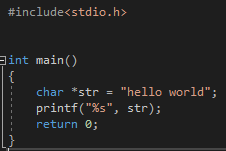 #include<stdio.h>
int main()
{
char *str = "hello world";
printf("%s", str);
return 0;
}